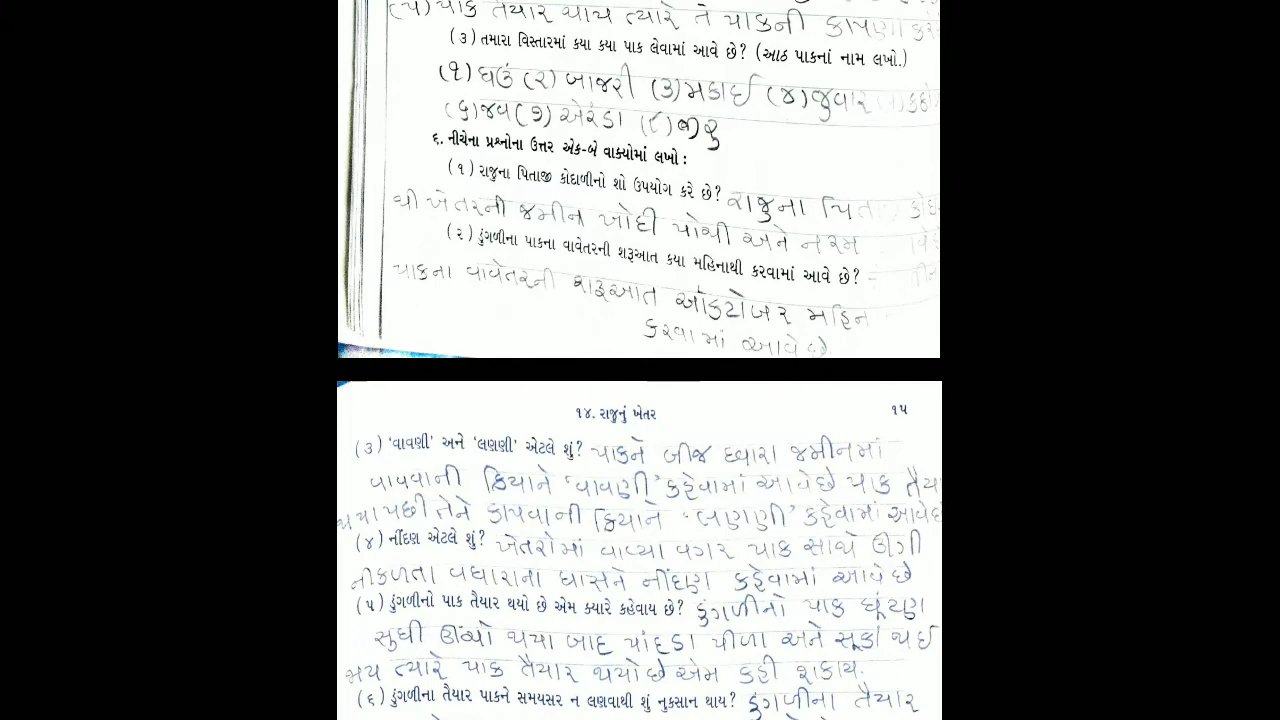 (૫) પાક તૈયાર થાય ત્યારે તે પાકની કાપણી
(૩) તમારા વિસ્તારમાં કયા કયા પાક લેવામાં આવે છે? (આઠ પાકનાં નામ લખો.)
(૧) ઘઉં (૨) બાજરી (૩) મકાઈ (૪) જુવાર
(૬) જવ (૭) એરંડા (૮) જીરુ
૬. નીચેના પ્રશ્નોના ઉત્તર એક-બે વાક્યોમાં લખો :
(૧) રાજુના પિતાજી કોદાળીનો શો ઉપયોગ કરે છે? રાજુના
થી ખેતરની જમીન ખોદી પોચી અને નરમ
(૨) ડુંગળીના પાકના વાવેતરની શરૂઆત કયા મહિનાથી કરવામાં આવે છે?
પાકના વાવેતરની શરૂઆત ઑક્ટોબર મહિન
કરવામાં આવે છે
૧૪. રાજુનું ખેતર ૧૫
(૩) 'વાવણી' અને 'લણણી' એટલે શું? પાકને બીજ દ્વારા જમીનમાં
વાવવાની ક્રિયાને 'વાવણી' કહેવામાં આવે છે પાક તૈયા
થયા પછી તેને કાપવાની ક્રિયાને 'લણણી' કહેવામાં આવે છે
(૪) નીંદણ એટલે શું? ખેતરોમાં વાવ્યા વગર પાક સાથે ઊગી
નીકળતા વધારાના ઘાસને નીંદણ કહેવામાં આવે છે
(૫) ડુંગળીનો પાક તૈયાર થયો છે એમ ક્યારે કહેવાય છે? ડુંગળીનો પાક ઘૂંટણ
સુધી ઊંચો થયા બાદ પાંદડા પીળા અને સૂકાં થઈ
જાય ત્યારે પાક તૈયાર થયો છે એમ કહી શકાય.
(૬) ડુંગળીના તૈયાર પાકને સમયસર ન લણવાથી શું નુકસાન થાય? ડુંગળીના તૈયાર